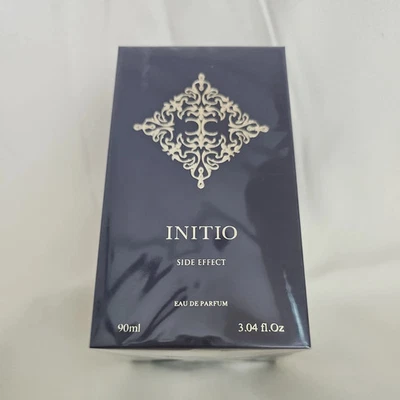 INITIO
SIDE EFFECT
EAU DE PARFUM
90ml 3.04 fl.Oz